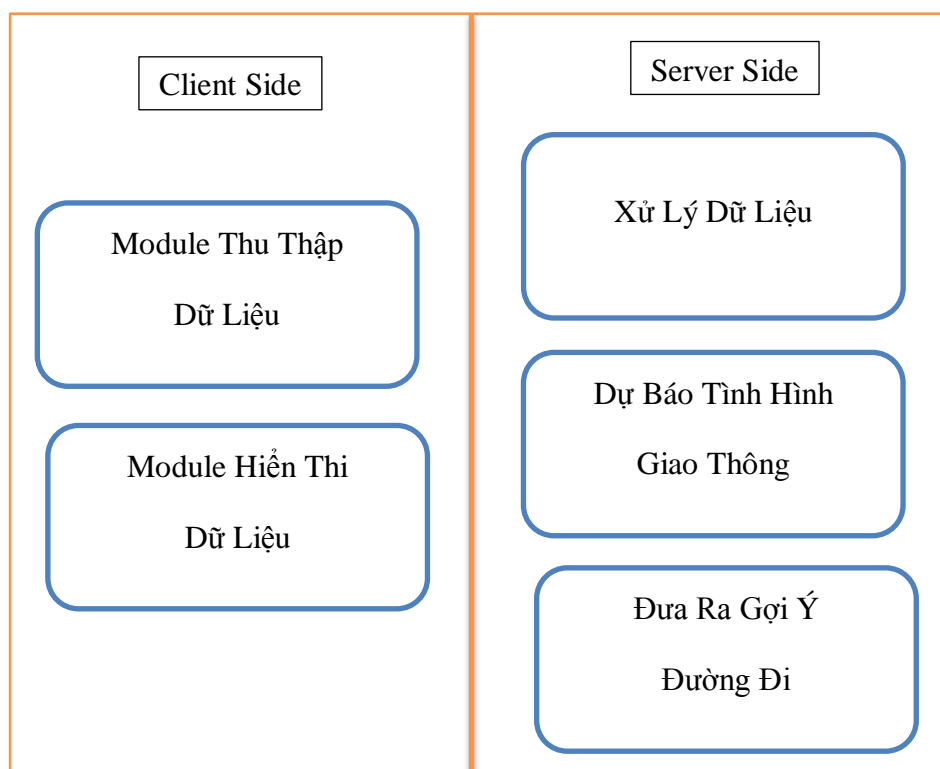 Client Side
Module Thu Thập
Dữ Liệu
Module Hiển Thi
Dữ Liệu
Server Side
Xử Lý Dữ Liệu
Dự Báo Tình Hình
Giao Thông
Đưa Ra Gợi Ý
Đường Đi